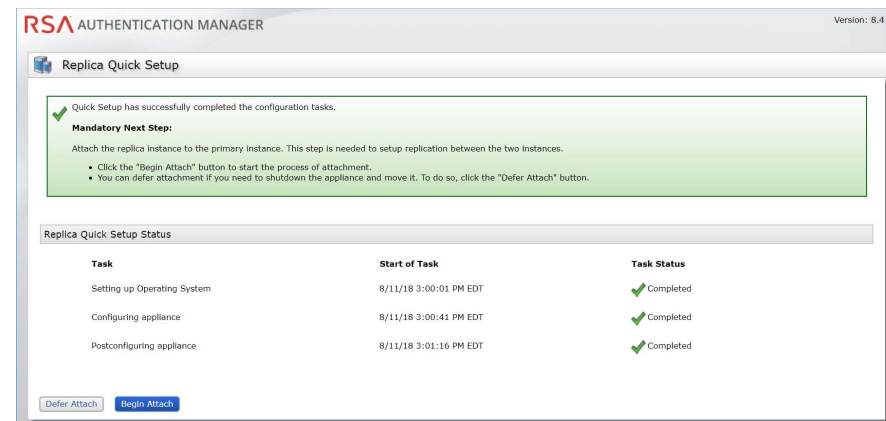 RSA AUTHENTICATION MANAGER
Version: 8.4
Replica Quick Setup
Quick Setup has successfully completed the configuration tasks.
Mandatory Next Step:
Attach the replica instance to the primary instance. This step is needed to setup replication between the two instances.
• Click the "Begin Attach" button to start the process of attachment.
• You can defer attachment if you need to shutdown the appliance and move it. To do so, click the "Defer Attach" button.
Replica Quick Setup Status
Task Start of Task Task Status
Setting up Operating System 8/11/18 3:00:01 PM EDT Completed
Configuring appliance 8/11/18 3:00:41 PM EDT Completed
Postconfiguring appliance 8/11/18 3:01:16 PM EDT Completed
Defer Attach Begin Attach